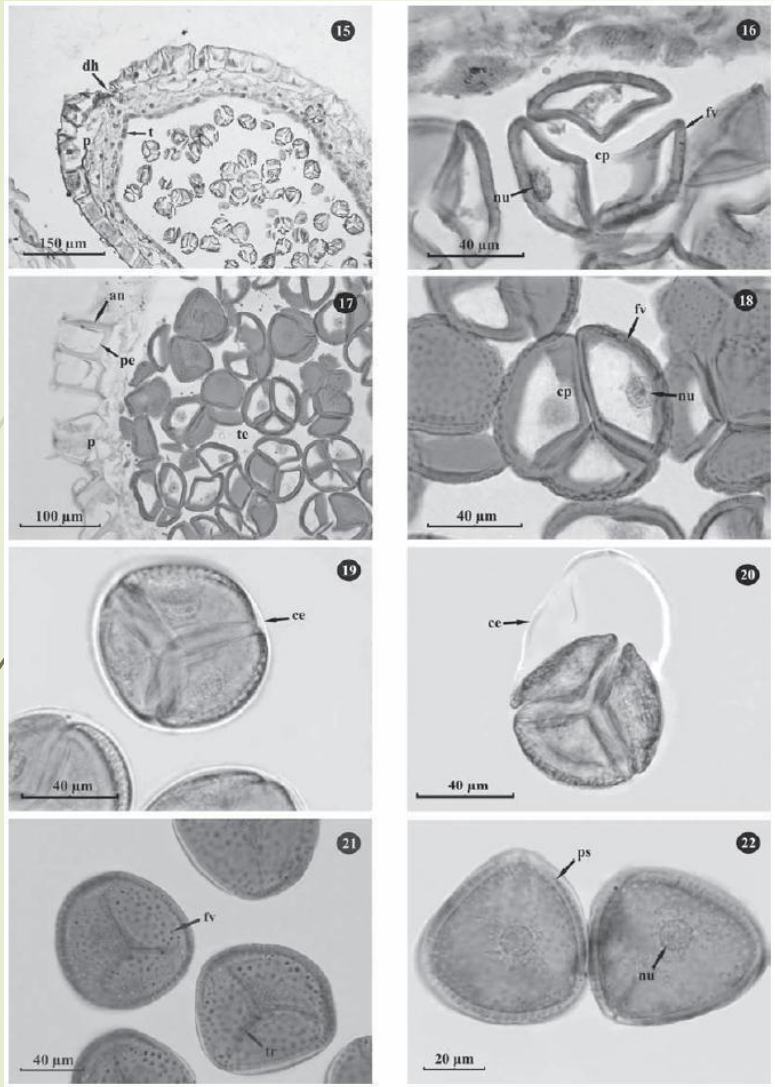 15
dh
p
t
150 µm
16
fv
cp
nu
40 µm
17
an
pe
p
te
100 µm
18
fv
cp
nu
40 µm
19
ce
40 µm
20
ce
40 µm
21
fv
tr
40 µm
22
ps
nu
20 µm